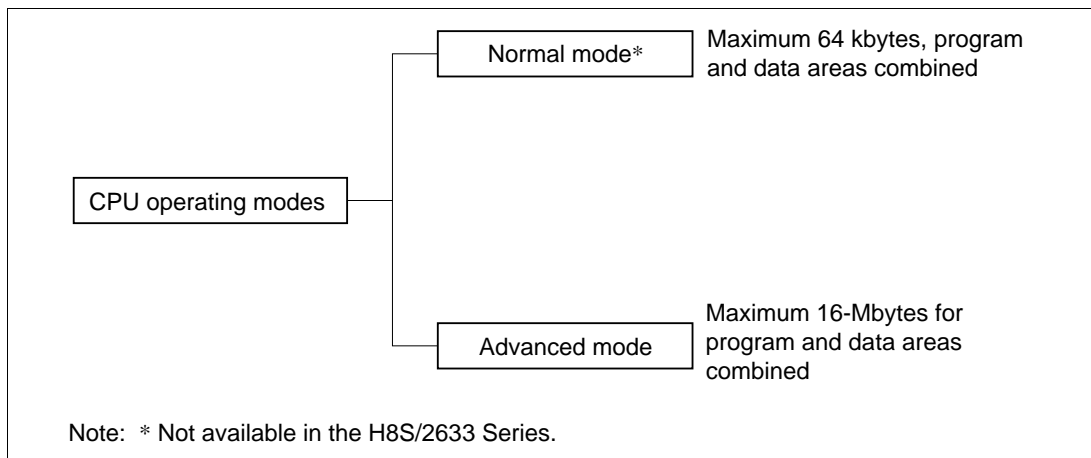 Normal mode*
Maximum 64 kbytes, program
and data areas combined
CPU operating modes
Advanced mode
Maximum 16-Mbytes for
program and data areas
combined
Note: * Not available in the H8S/2633 Series.